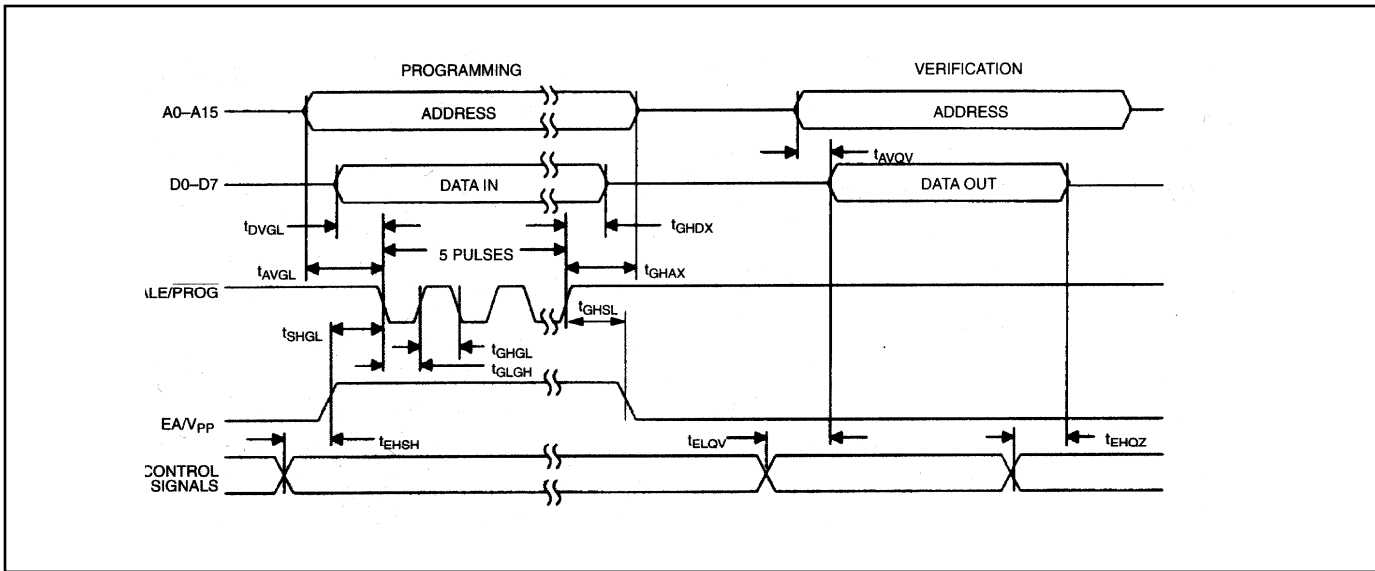 PROGRAMMING
VERIFICATION
A0–A15
ADDRESS
ADDRESS
tAVQV
D0–D7
DATA IN
DATA OUT
tDVGL
tGHDX
5 PULSES
tAVGL
tGHAX
ALE/PROG
tGHSL
tSHGL
tGHGL
tGLGH
EA/VPP
tEHSH
tELQV
tEHQZ
CONTROL
SIGNALS